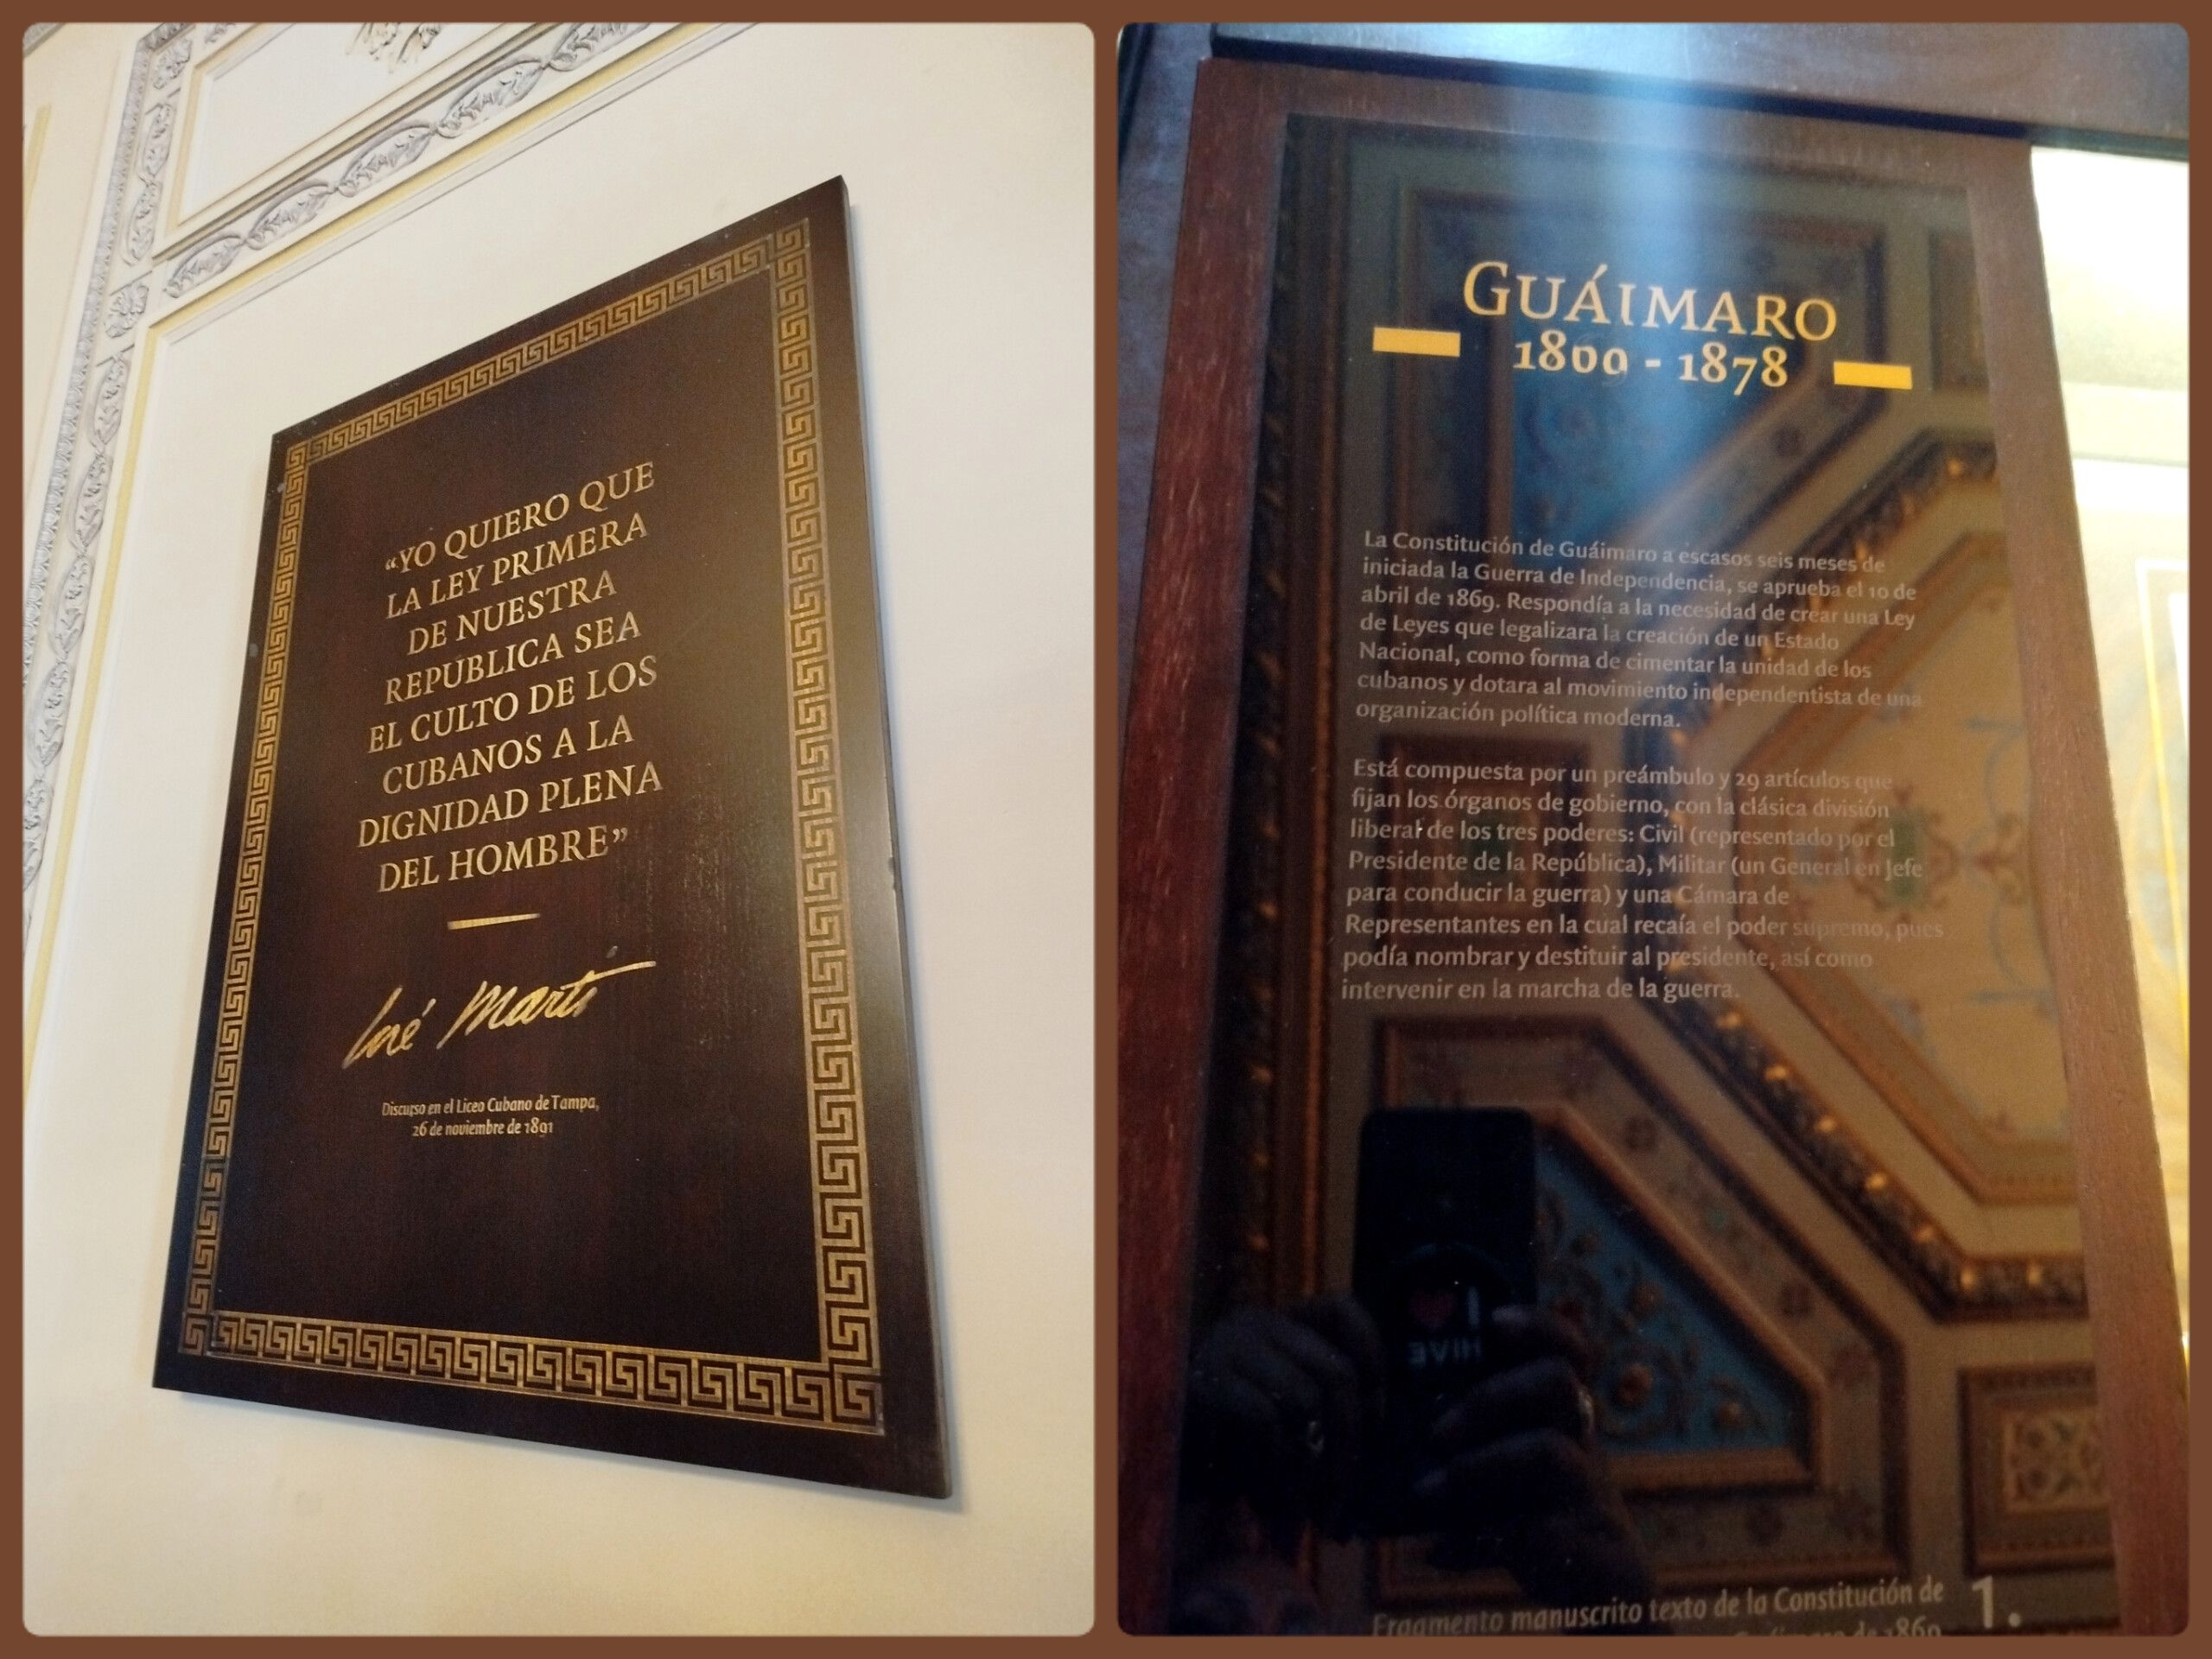 “YO QUIERO QUE
LA LEY PRIMERA
DE NUESTRA
REPÚBLICA SEA
EL CULTO DE LOS
CUBANOS A LA
DIGNIDAD PLENA
DEL HOMBRE”
José Martí
Discurso en el Liceo Cubano de Tampa,
26 de noviembre de 1891
GUÁIMARO
1869 - 1878
La Constitución de Guáimaro a escasos seis meses de
iniciada la Guerra de Independencia, se aprueba el 10 de
abril de 1869. Respondía a la necesidad de crear una Ley
de Leyes que legalizara la creación de un Estado
Nacional, como forma de cimentar la unidad de los
cubanos y dotara al movimiento independentista de una
organización política moderna.
Está compuesta por un preámbulo y 29 artículos que
fijan los órganos de gobierno, con la clásica división
liberal de los tres poderes: Civil (representado por el
Presidente de la República), Militar (un General en Jefe
para conducir la guerra) y una Cámara de
Representantes en la cual recaía el poder supremo, pues
podía nombrar y destituir al presidente, así como
intervenir en la marcha de la guerra.
I
HIVE
Fragmento manuscrito texto de la Constitución de
1.
de 1869